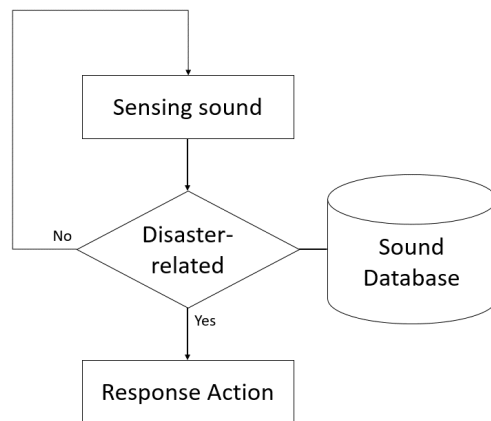 Sensing sound
No
Disaster-
related
Sound
Database
Yes
Response Action